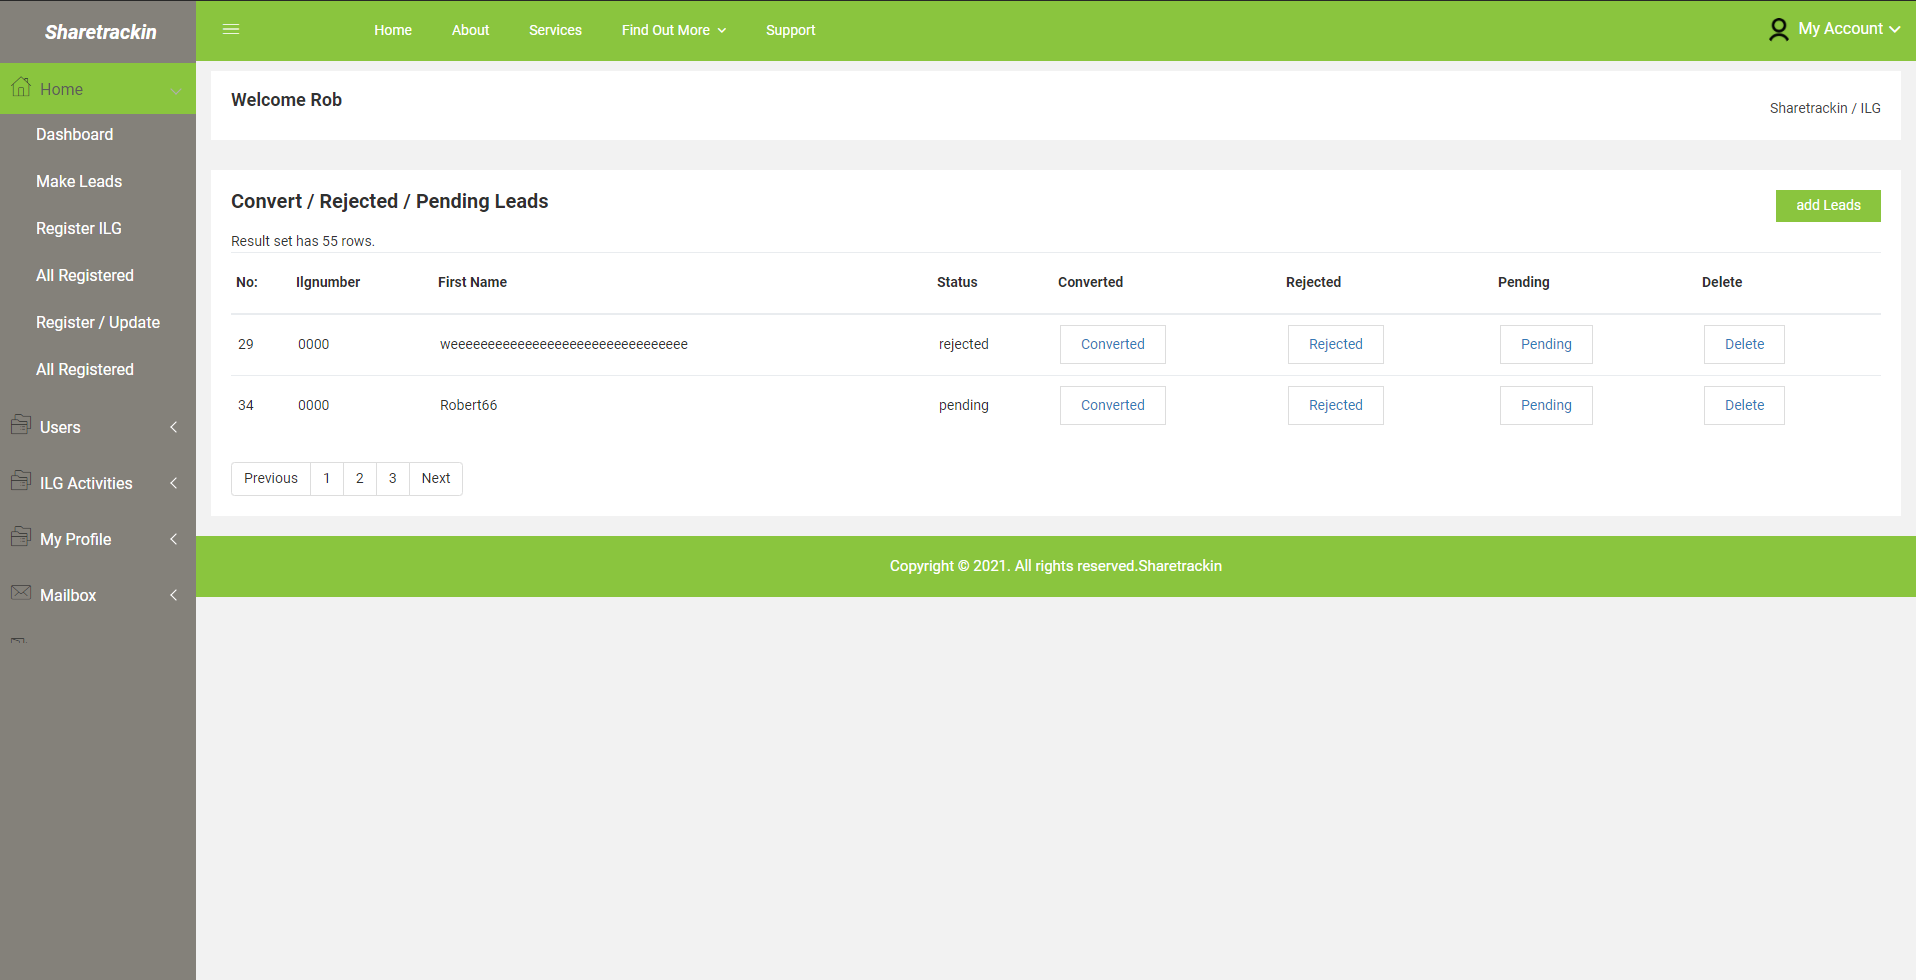 Sharetrackin
Home About Services Find Out More Support My Account
Home
Dashboard
Make Leads
Register ILG
All Registered
Register / Update
All Registered
Users
ILG Activities
My Profile
Mailbox
Welcome Rob
Sharetrackin / ILG
Convert / Rejected / Pending Leads
add Leads
Result set has 55 rows.
No: Ilgnumber First Name Status Converted Rejected Pending Delete
29 0000 weeeeeeeeeeeeeeeeeeeeeeeeeeeeeeee rejected Converted Rejected Pending Delete
34 0000 Robert66 pending Converted Rejected Pending Delete
Previous 1 2 3 Next
Copyright © 2021. All rights reserved.Sharetrackin